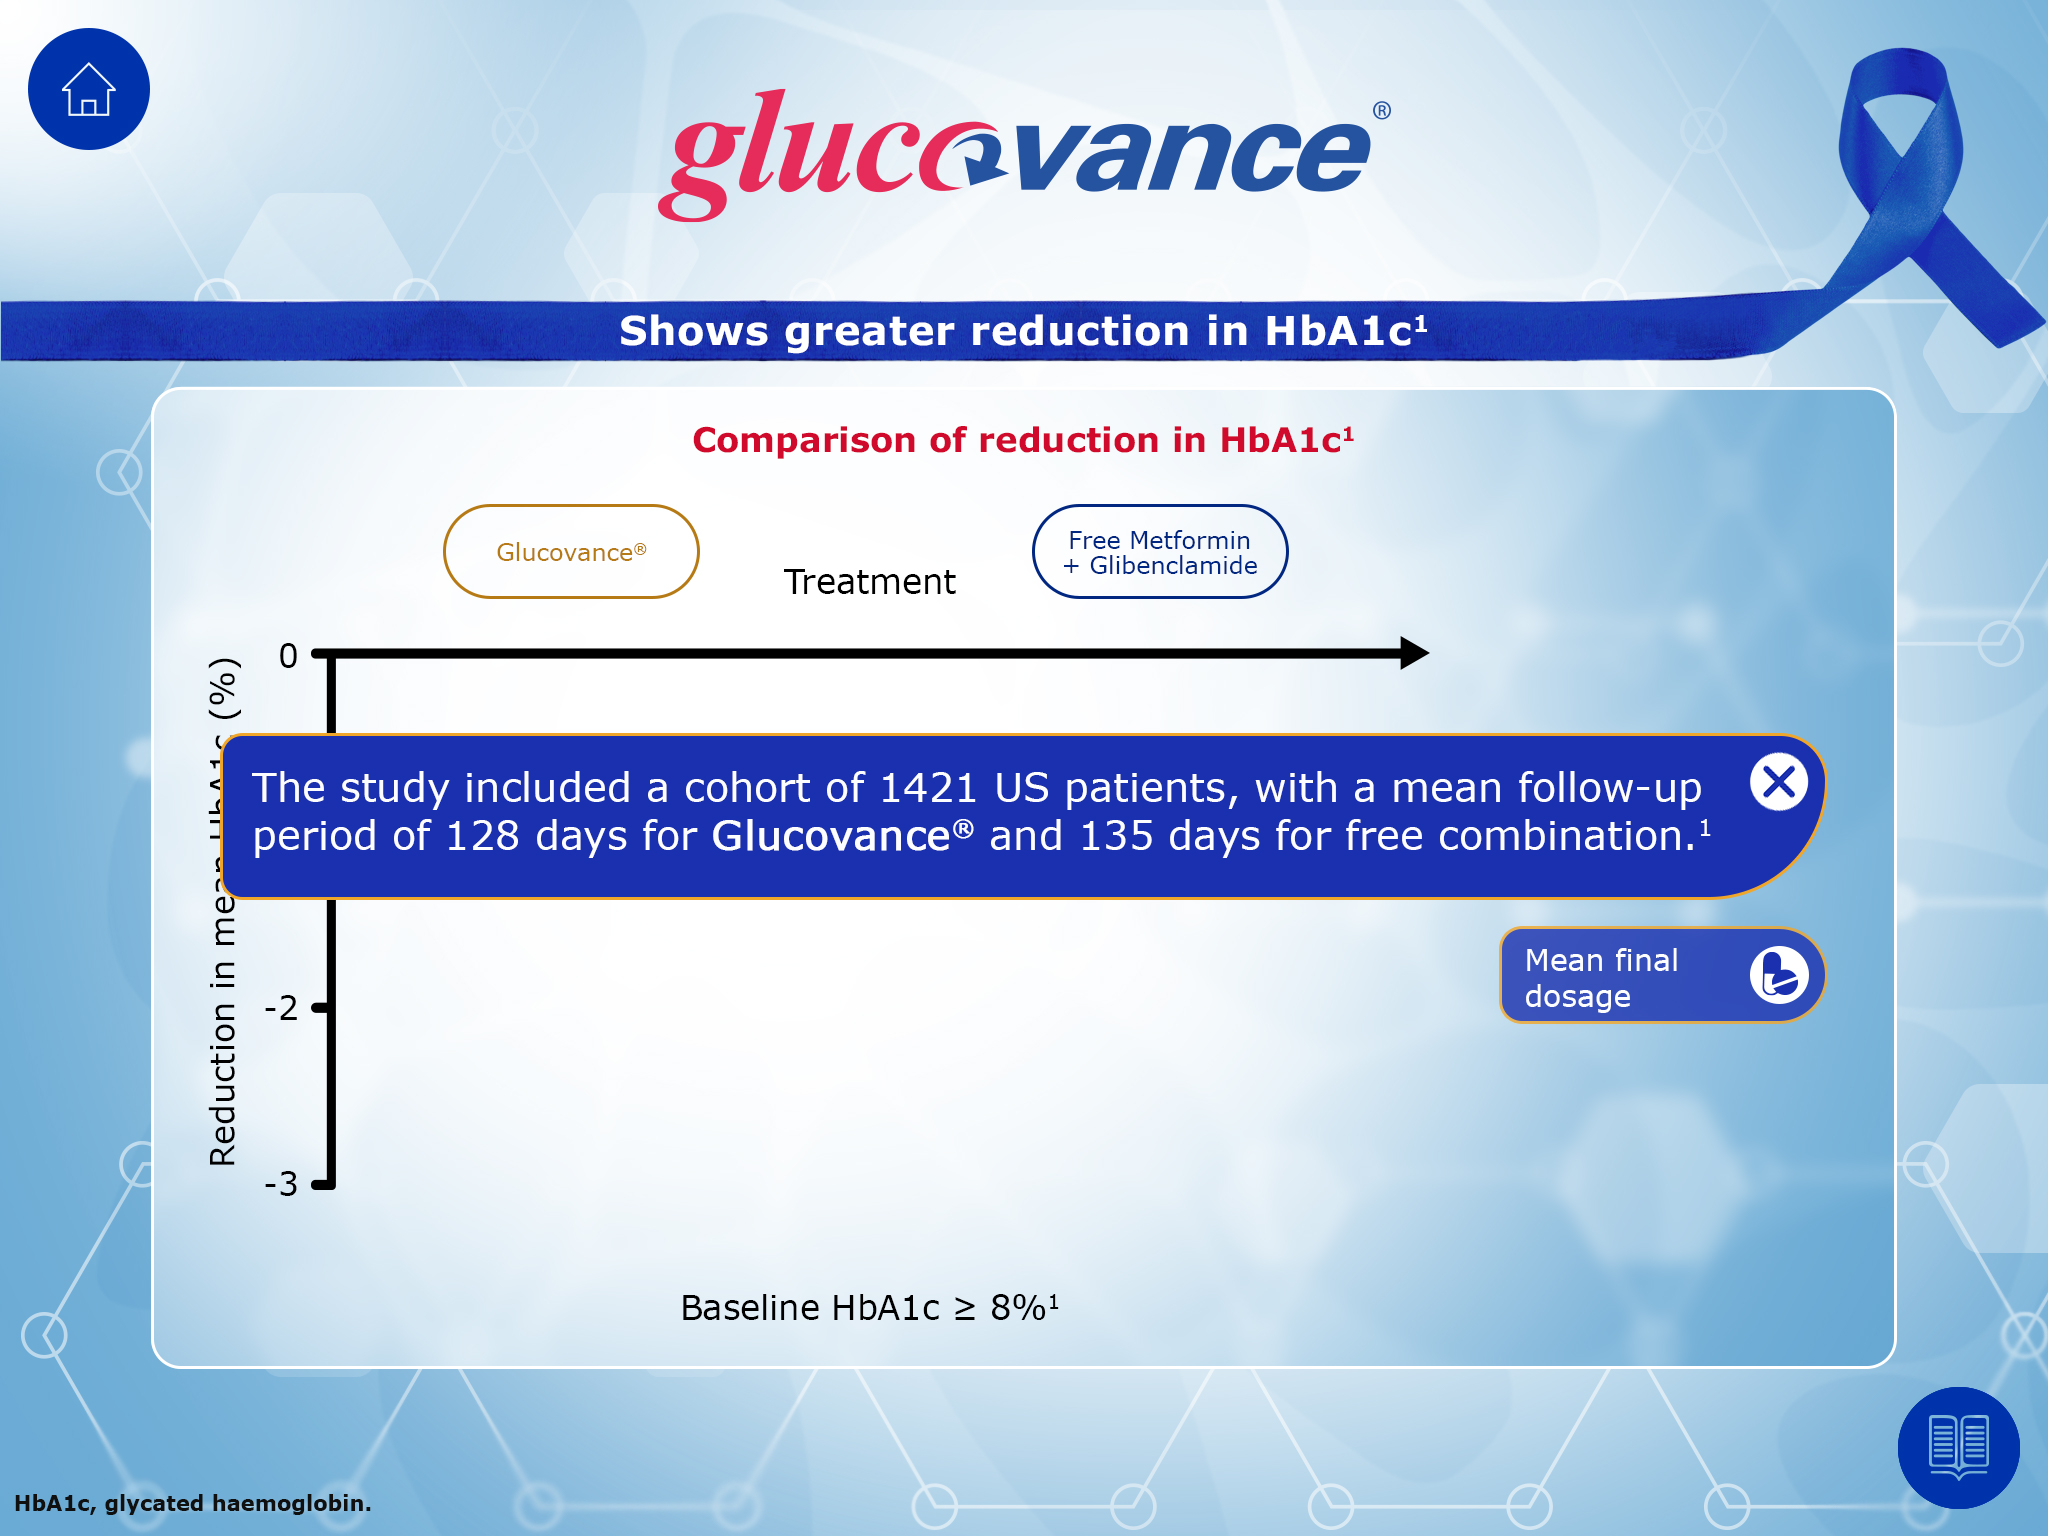 glucovance®
Shows greater reduction in HbA1c¹
Comparison of reduction in HbA1c¹
Glucovance®
Treatment
Free Metformin
+ Glibenclamide
0
Reduction in mean HbA1c (%)
The study included a cohort of 1421 US patients, with a mean follow-up
period of 128 days for Glucovance® and 135 days for free combination.¹
Mean final
dosage
-2
-3
Baseline HbA1c ≥ 8%¹
HbA1c, glycated haemoglobin.